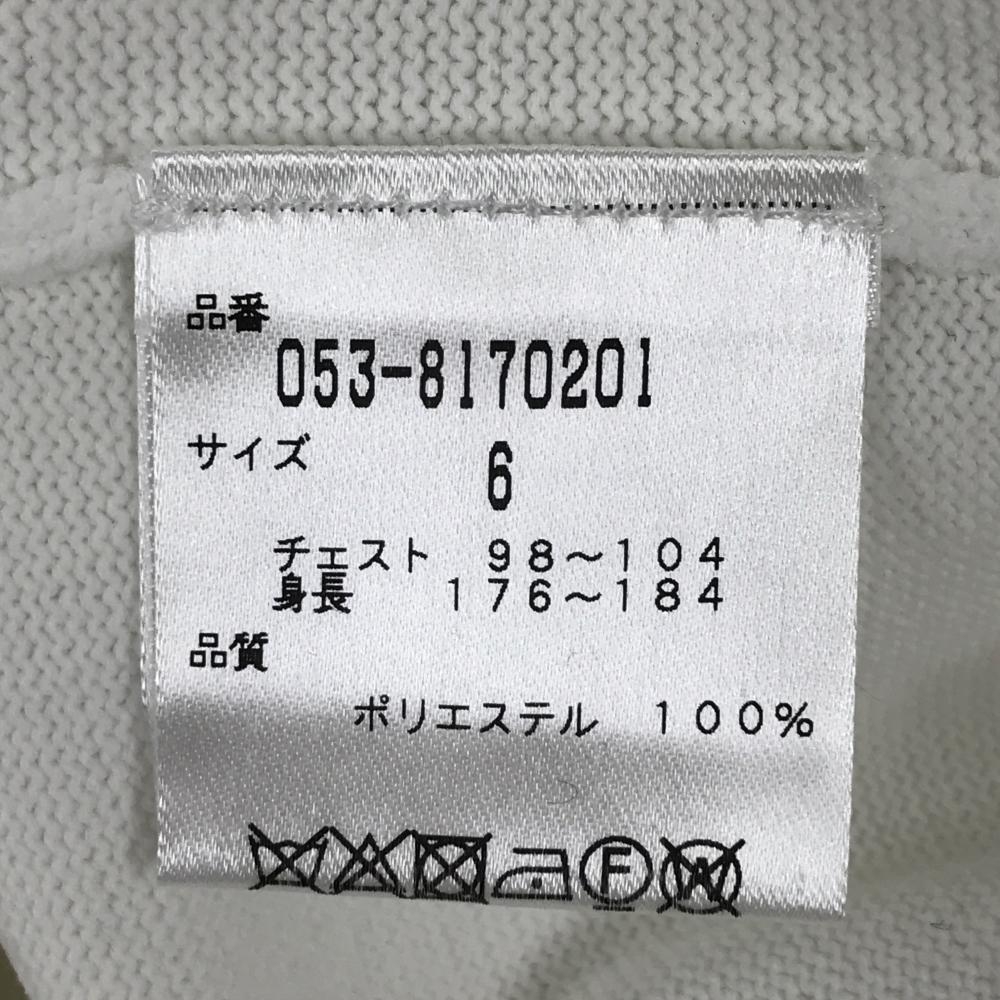 品番
053-8170201
サイズ
6
チェスト 98～104
身長 176～184
品質
ポリエステル 100%
F
W